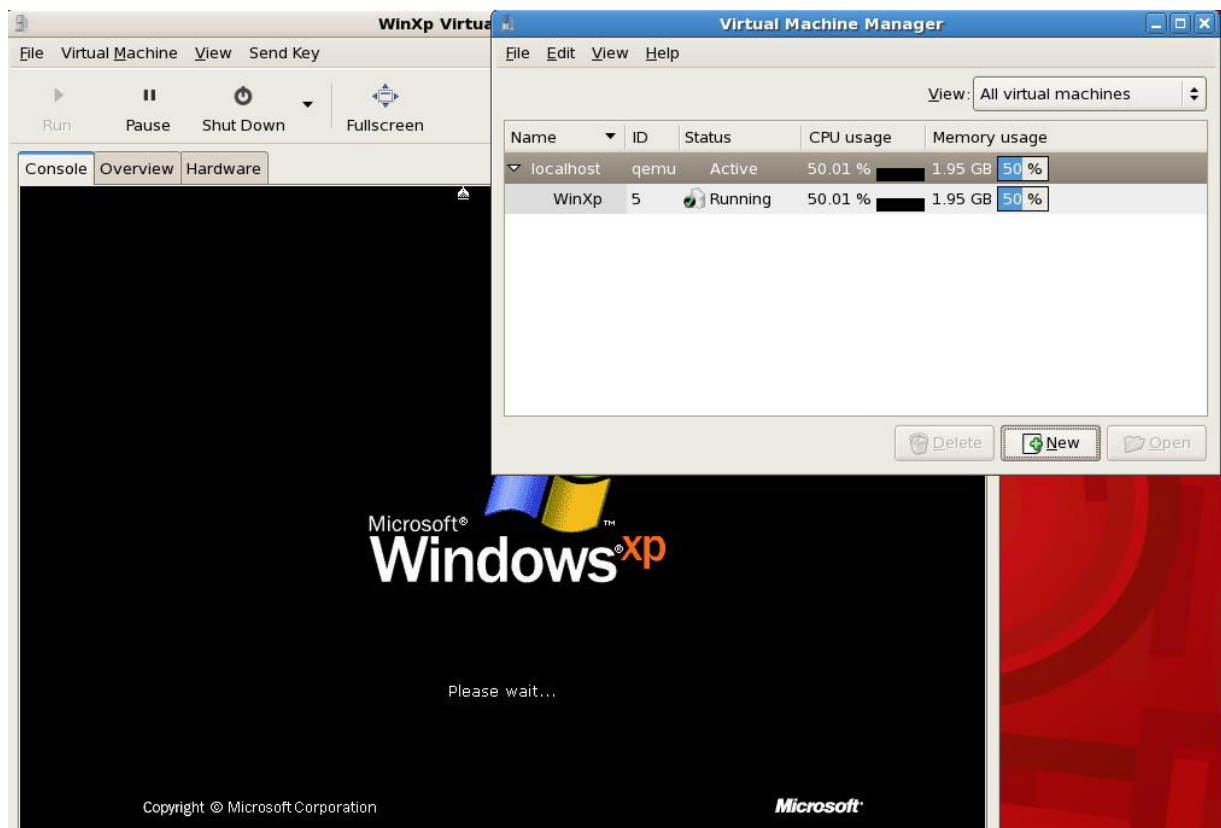 WinXp Virtua
File Virtual Machine View Send Key
Run Pause Shut Down Fullscreen
Console Overview Hardware
Virtual Machine Manager
File Edit View Help
View: All virtual machines
Name ID Status CPU usage Memory usage
localhost qemu Active 50.01 % 1.95 GB 50 %
WinXp 5 Running 50.01 % 1.95 GB 50 %
Delete New Open
Microsoft®
Windows®xp™
Please wait...
Copyright © Microsoft Corporation
Microsoft·